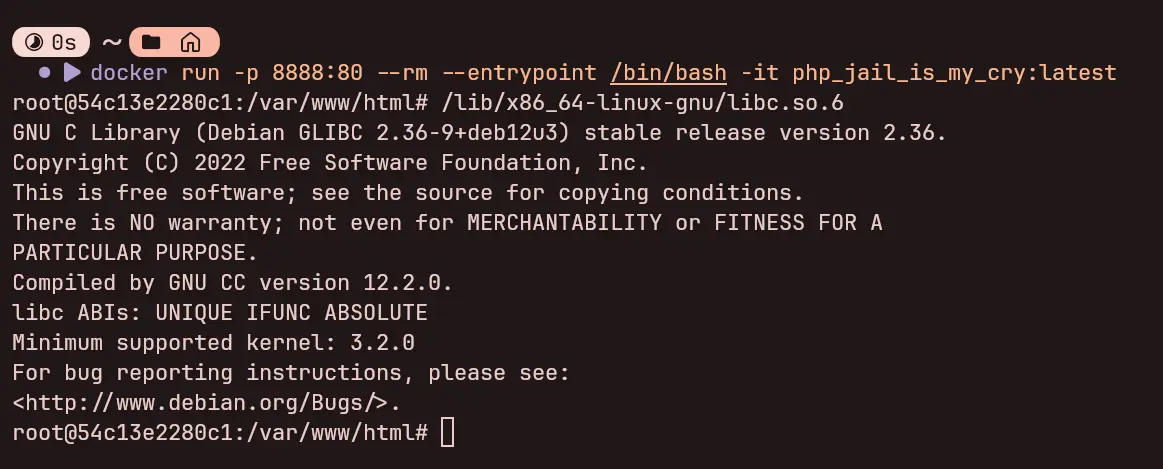 0s ~
docker run -p 8888:80 --rm --entrypoint /bin/bash -it php_jail_is_my_cry:latest
root@54c13e2280c1:/var/www/html# /lib/x86_64-linux-gnu/libc.so.6
GNU C Library (Debian GLIBC 2.36-9+deb12u3) stable release version 2.36.
Copyright (C) 2022 Free Software Foundation, Inc.
This is free software; see the source for copying conditions.
There is NO warranty; not even for MERCHANTABILITY or FITNESS FOR A
PARTICULAR PURPOSE.
Compiled by GNU CC version 12.2.0.
libc ABIs: UNIQUE IFUNC ABSOLUTE
Minimum supported kernel: 3.2.0
For bug reporting instructions, please see:
<http://www.debian.org/Bugs/>.
root@54c13e2280c1:/var/www/html#